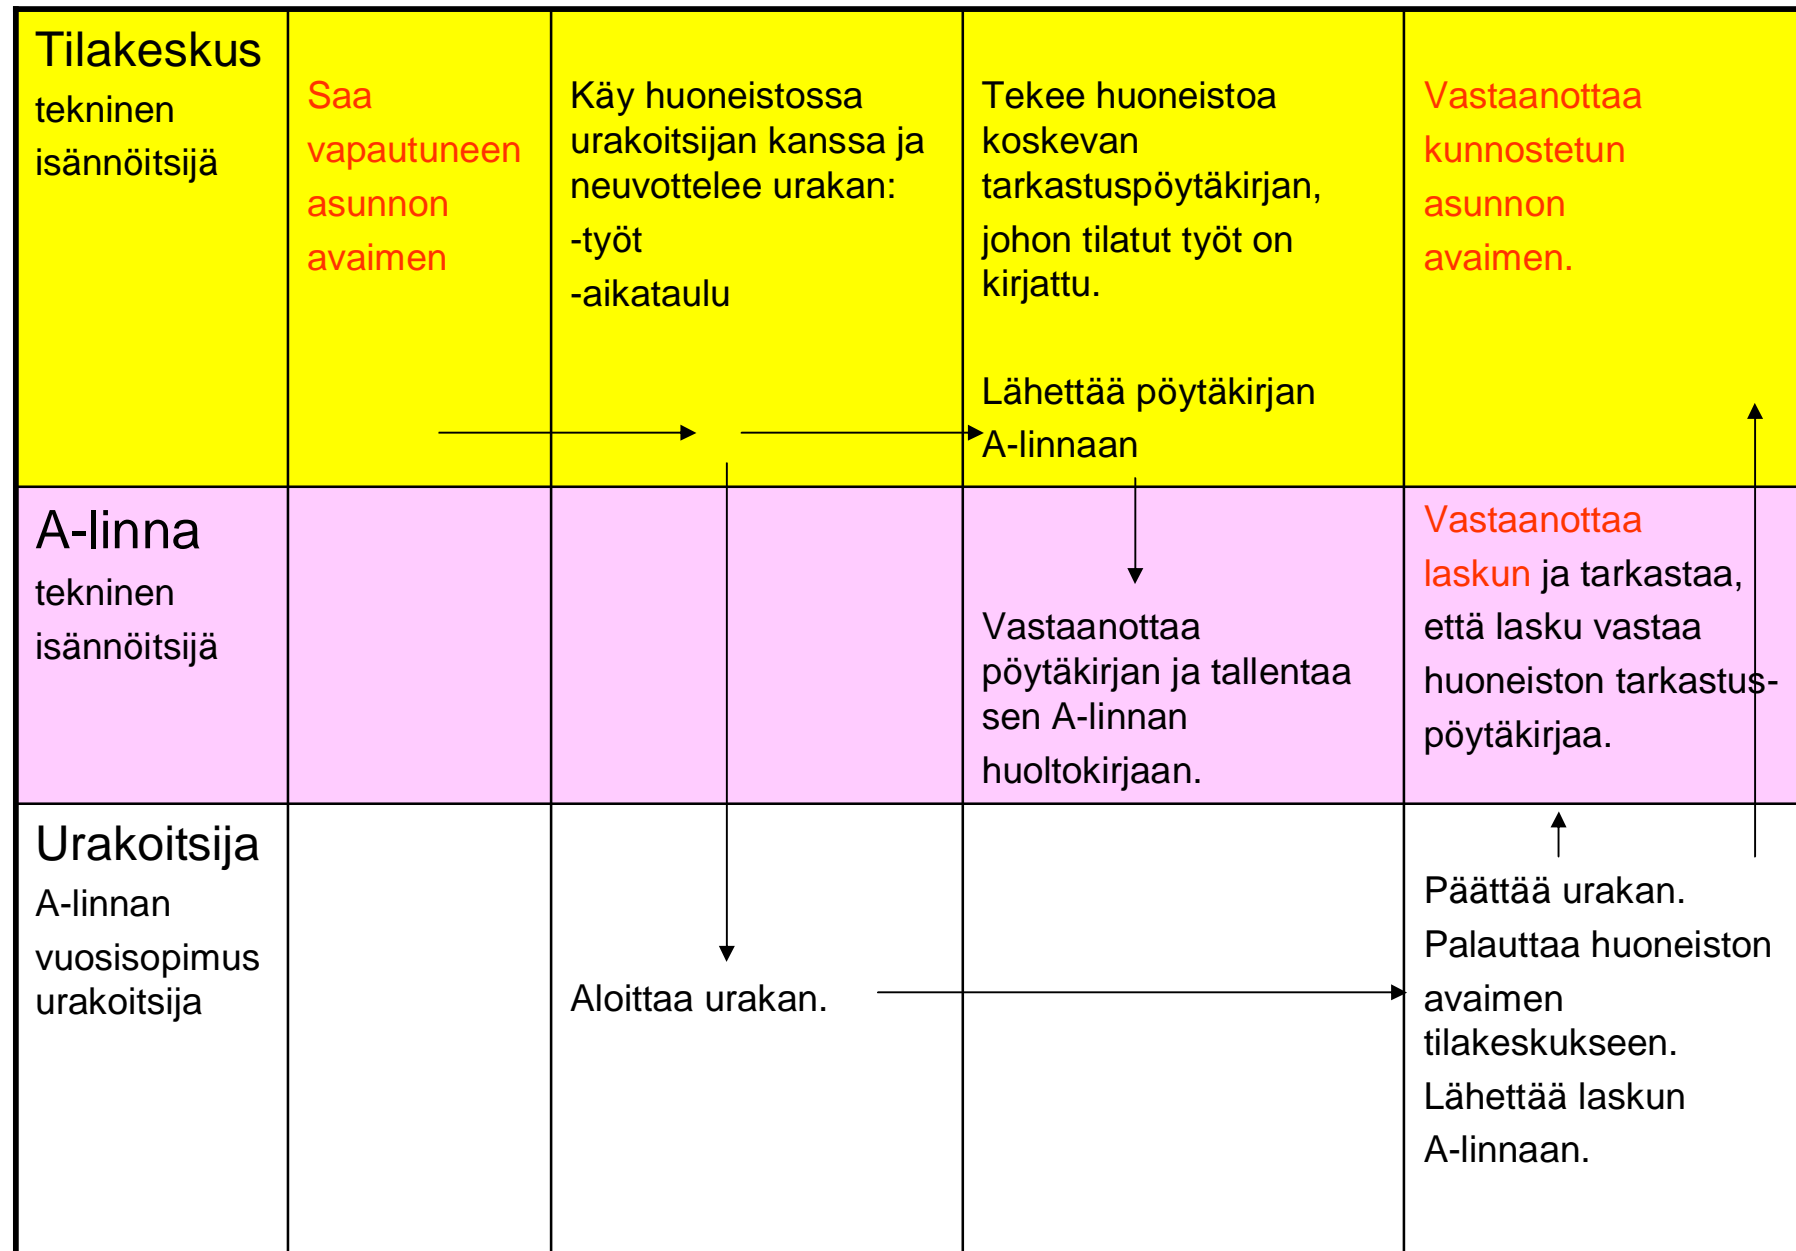 Tilakeskus
tekninen
isännöitsijä
Saa
vapautuneen
asunnon
avaimen
Käy huoneistossa
urakoitsijan kanssa ja
neuvottelee urakan:
-työt
-aikataulu
Tekee huoneistoa
koskevan
tarkastuspöytäkirjan,
johon tilatut työt on
kirjattu.
Lähettää pöytäkirjan
A-linnaan
Vastaanottaa
kunnostetun
asunnon
avaimen.
A-linna
tekninen
isännöitsijä
Vastaanottaa
pöytäkirjan ja tallentaa
sen A-linnan
huoltokirjaan.
Vastaanottaa
laskun ja tarkastaa,
että lasku vastaa
huoneiston tarkastus-
pöytäkirjaa.
Urakoitsija
A-linnan
vuosisopimus
urakoitsija
Aloittaa urakan.
Päättää urakan.
Palauttaa huoneiston
avaimen
tilakeskukseen.
Lähettää laskun
A-linnaan.